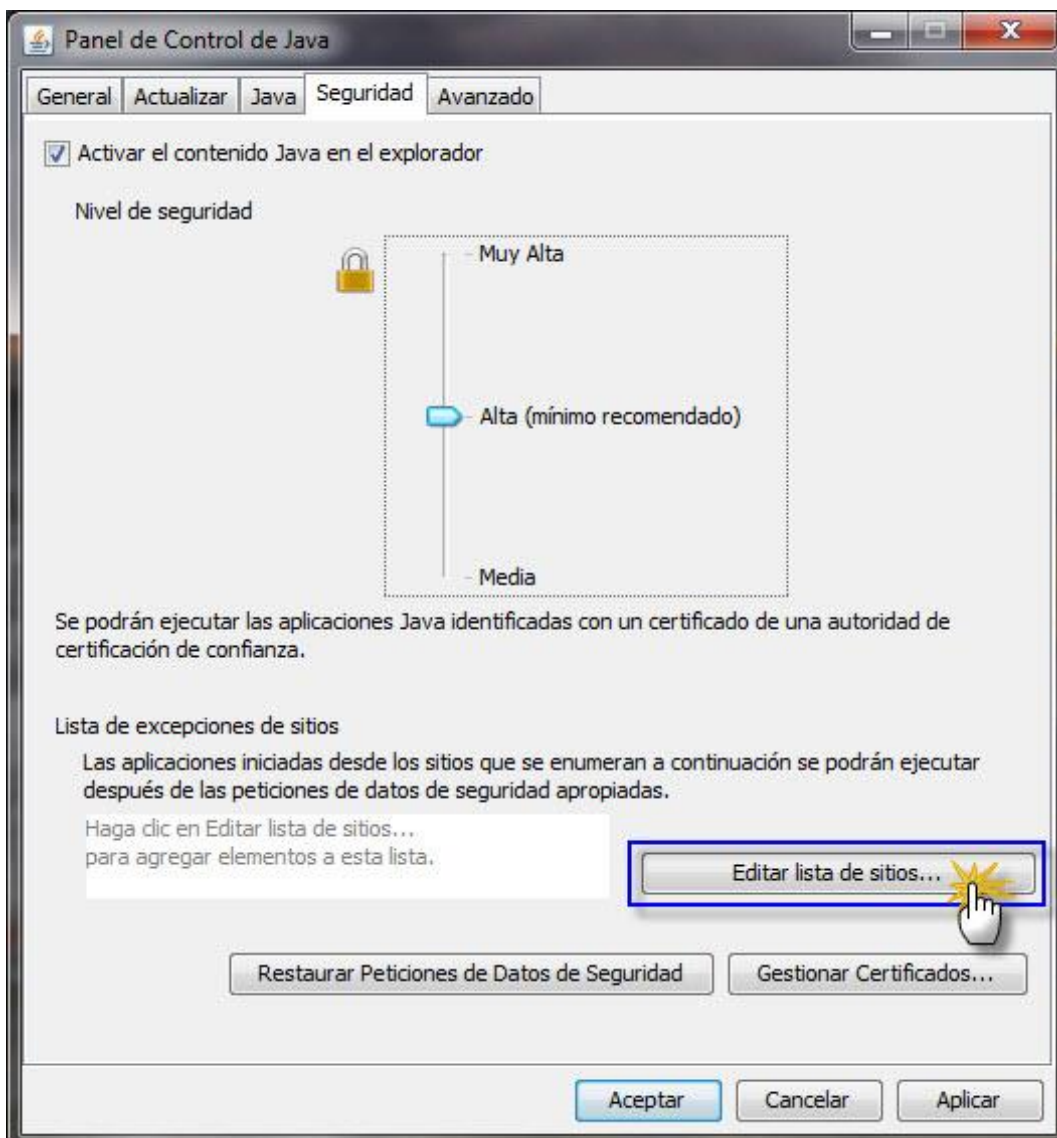 Panel de Control de Java
General Actualizar Java Seguridad Avanzado
Activar el contenido Java en el explorador
Nivel de seguridad
Muy Alta
Alta (mínimo recomendado)
Media
Se podrán ejecutar las aplicaciones Java identificadas con un certificado de una autoridad de
certificación de confianza.
Lista de excepciones de sitios
Las aplicaciones iniciadas desde los sitios que se enumeran a continuación se podrán ejecutar
después de las peticiones de datos de seguridad apropiadas.
Haga clic en Editar lista de sitios...
para agregar elementos a esta lista.
Editar lista de sitios...
Restaurar Peticiones de Datos de Seguridad Gestionar Certificados...
Aceptar Cancelar Aplicar